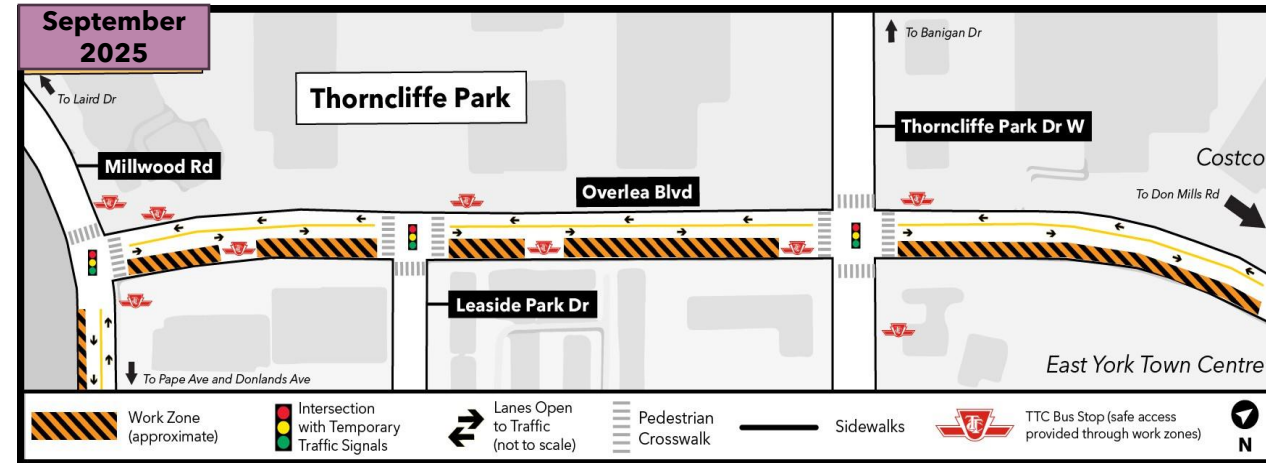 September
2025
To Laird Dr
Thorncliffe Park
To Banigan Dr
Thorncliffe Park Dr W
Millwood Rd
Costco
Overlea Blvd
To Don Mills Rd
Leaside Park Dr
East York Town Centre
To Pape Ave and Donlands Ave
Work Zone
(approximate)
Intersection
with Temporary
Traffic Signals
Lanes Open
to Traffic
(not to scale)
Pedestrian
Crosswalk
Sidewalks
TTC Bus Stop (safe access
provided through work zones)
N